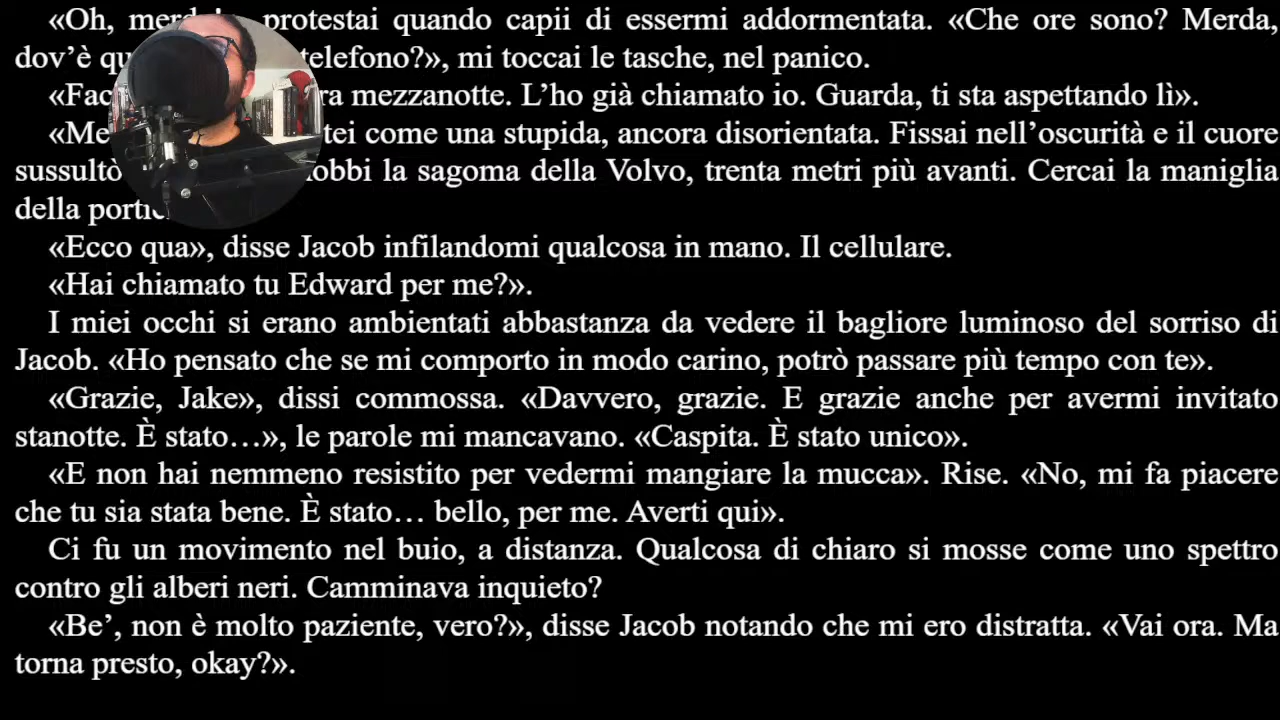 «Oh, protestai quando capii di essermi addormentata. «Che ore sono? Merda,
dov’è telefono?», mi toccai le tasche, nel panico.
mezzanotte. L’ho già chiamato io. Guarda, ti sta aspettando lì».
come una stupida, ancora disorientata. Fissai nell’oscurità e il cuore
sussultò la sagoma della Volvo, trenta metri più avanti. Cercai la maniglia
della
«Ecco qua», disse Jacob infilandomi qualcosa in mano. Il cellulare.
«Hai chiamato tu Edward per me?».
I miei occhi si erano ambientati abbastanza da vedere il bagliore luminoso del sorriso di
Jacob. «Ho pensato che se mi comporto in modo carino, potrò passare più tempo con te».
«Grazie, Jake», dissi commossa. «Davvero, grazie. E grazie anche per avermi invitato
stanotte. È stato…», le parole mi mancavano. «Caspita. È stato unico».
«E non hai nemmeno resistito per vedermi mangiare la mucca». Rise. «No, mi fa piacere
che tu sia stata bene. È stato… bello, per me. Averti qui».
Ci fu un movimento nel buio, a distanza. Qualcosa di chiaro si mosse come uno spettro
contro gli alberi neri. Camminava inquieto?
«Be’, non è molto paziente, vero?», disse Jacob notando che mi ero distratta. «Vai ora. Ma
torna presto, okay?».